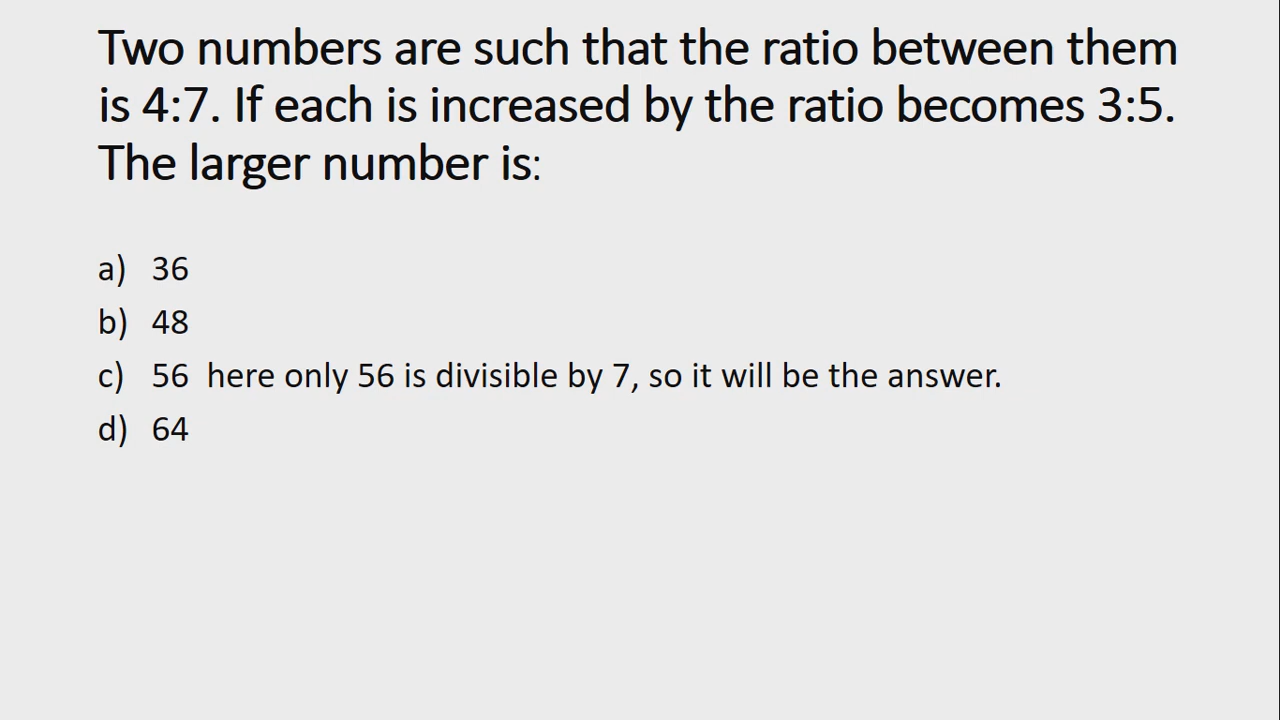 Two numbers are such that the ratio between them
is 4:7. If each is increased by the ratio becomes 3:5.
The larger number is:
a) 36
b) 48
c) 56 here only 56 is divisible by 7, so it will be the answer.
d) 64